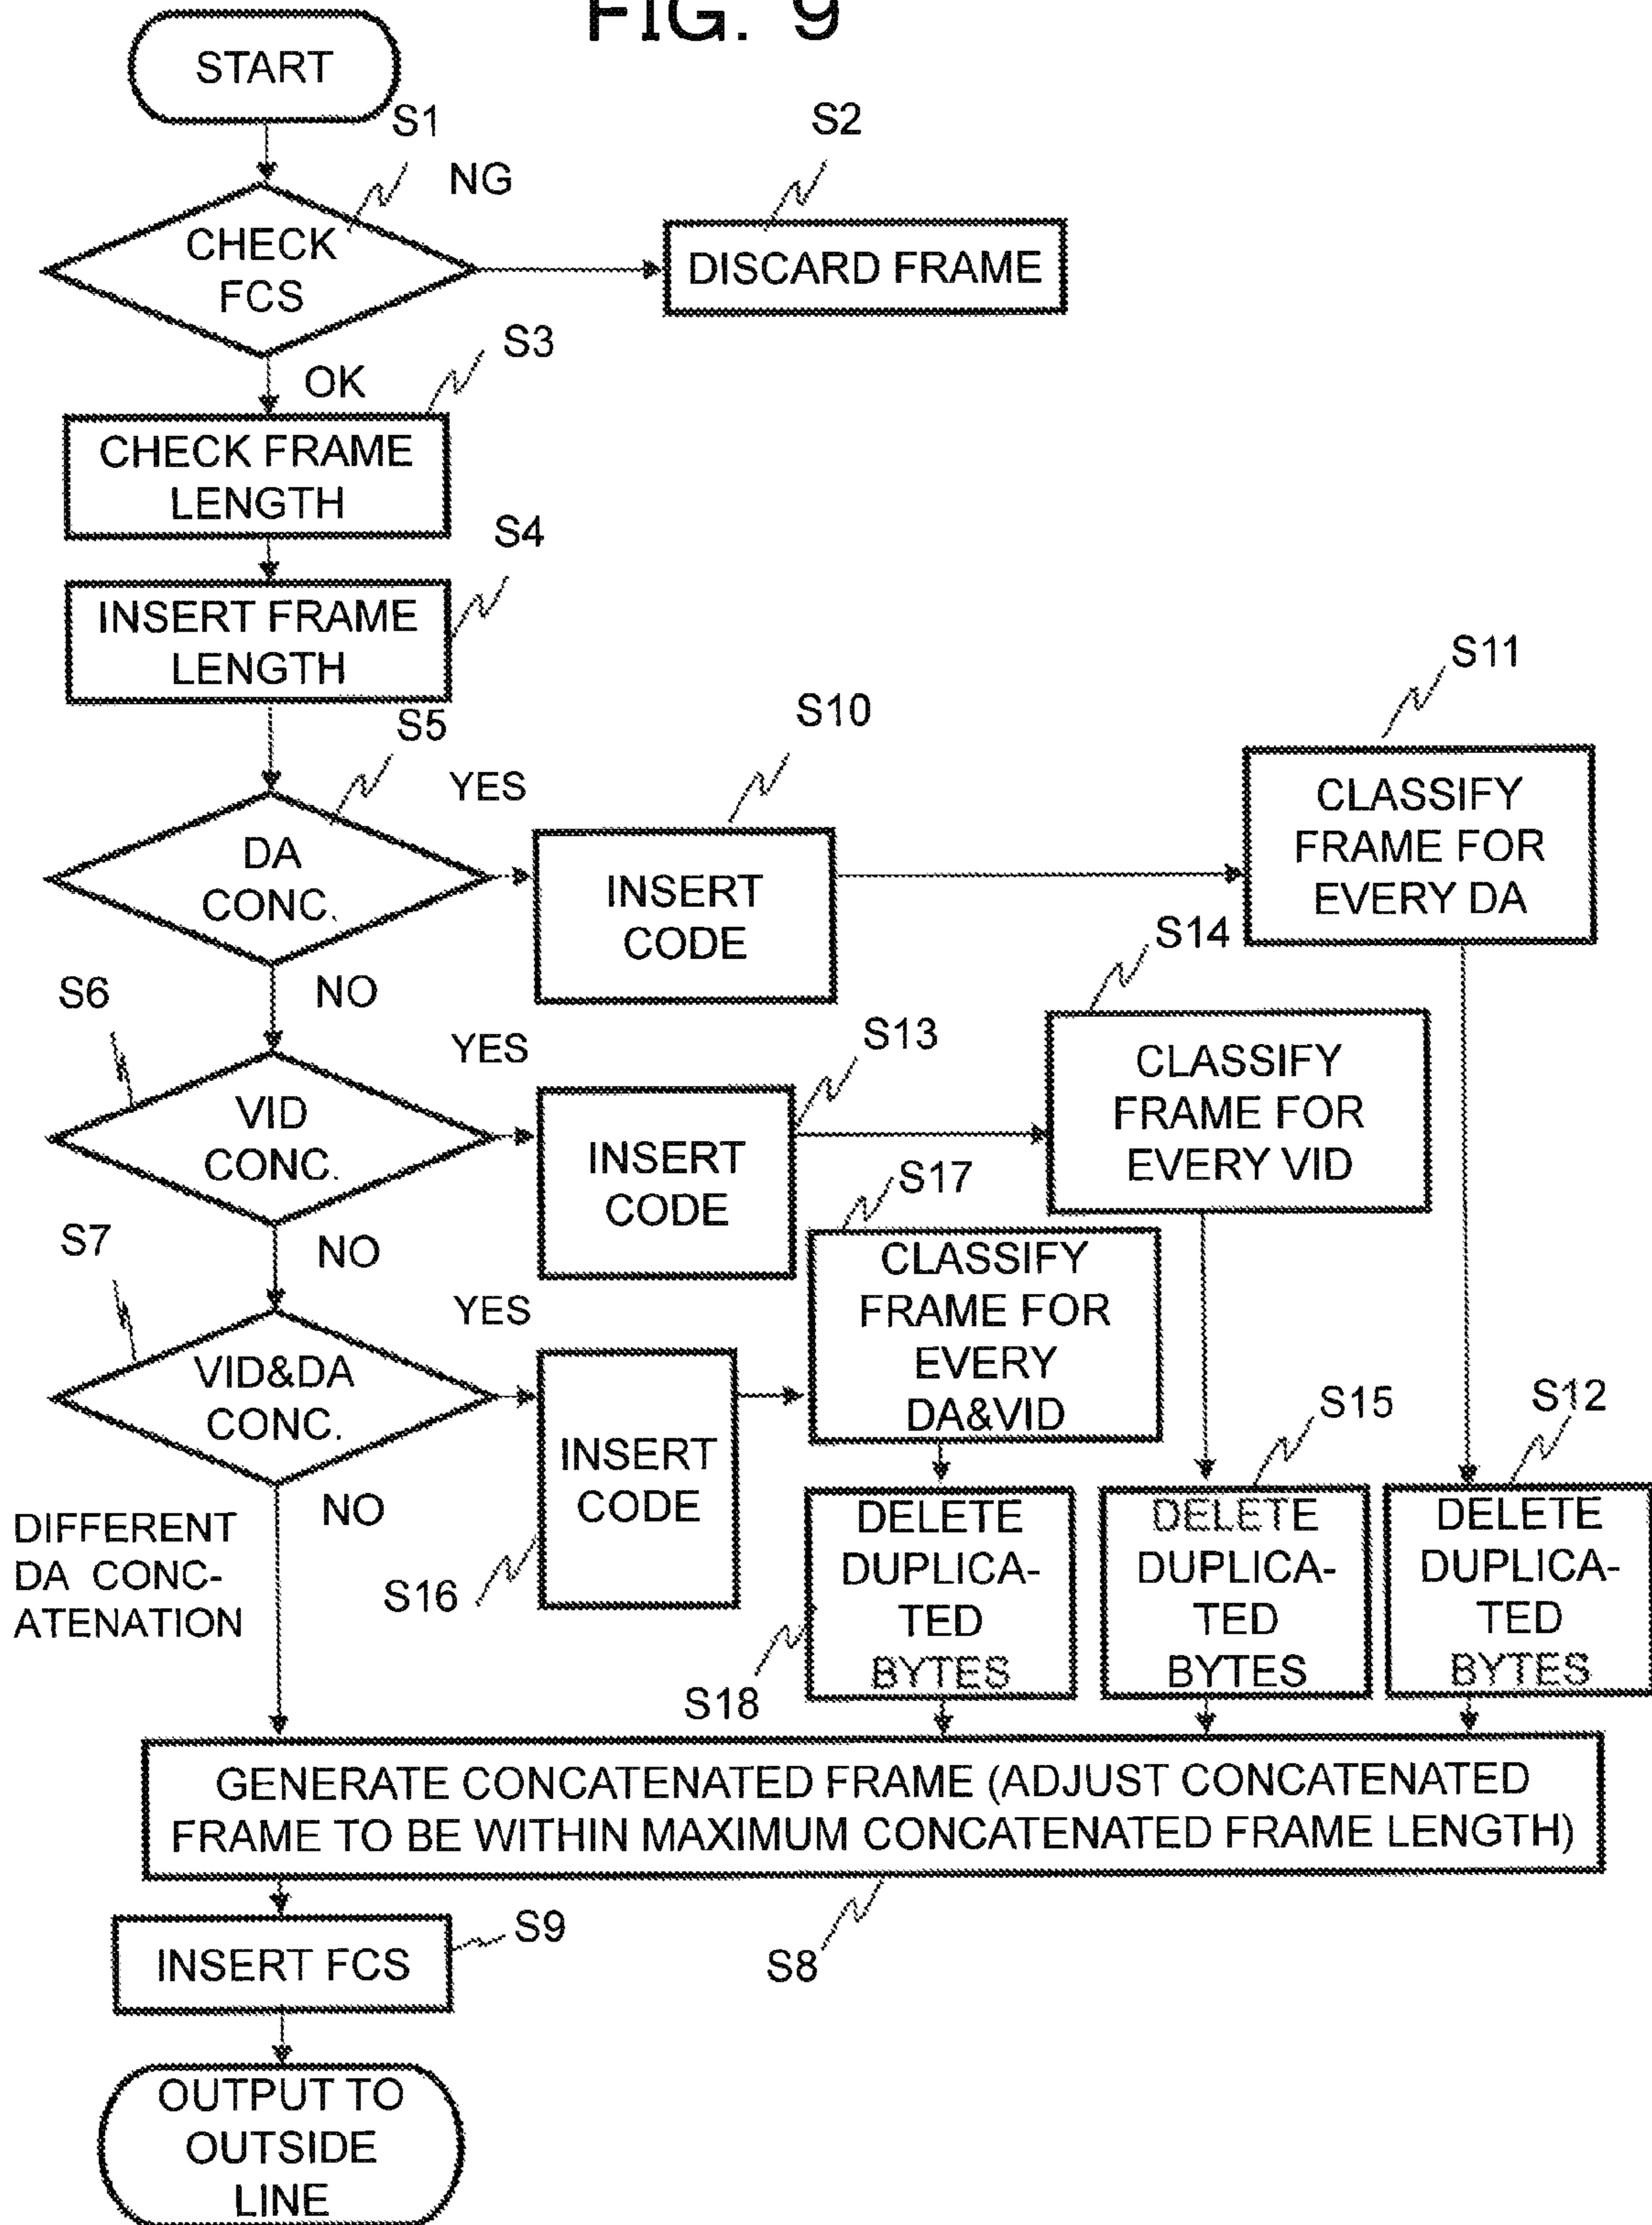 FIG. 9
START
S1
NG
S2
CHECK
FCS
DISCARD FRAME
OK
S3
CHECK FRAME
LENGTH
S4
INSERT FRAME
LENGTH
S5
YES
S10
S11
DA
CONC.
INSERT
CODE
CLASSIFY
FRAME FOR
EVERY DA
S6
NO
YES
S13
S14
VID
CONC.
INSERT
CODE
CLASSIFY
FRAME FOR
EVERY VID
S7
NO
YES
S17
VID&DA
CONC.
INSERT
CODE
S16
CLASSIFY
FRAME FOR
EVERY
DA&VID
S15
S12
NO
DIFFERENT
DA CONC-
ATENATION
DELETE
DUPLICA-
TED
BYTES
S18
DELETE
DUPLICA-
TED
BYTES
DELETE
DUPLICA-
TED
BYTES
GENERATE CONCATENATED FRAME (ADJUST CONCATENATED
FRAME TO BE WITHIN MAXIMUM CONCATENATED FRAME LENGTH)
S8
INSERT FCS
S9
OUTPUT TO
OUTSIDE
LINE